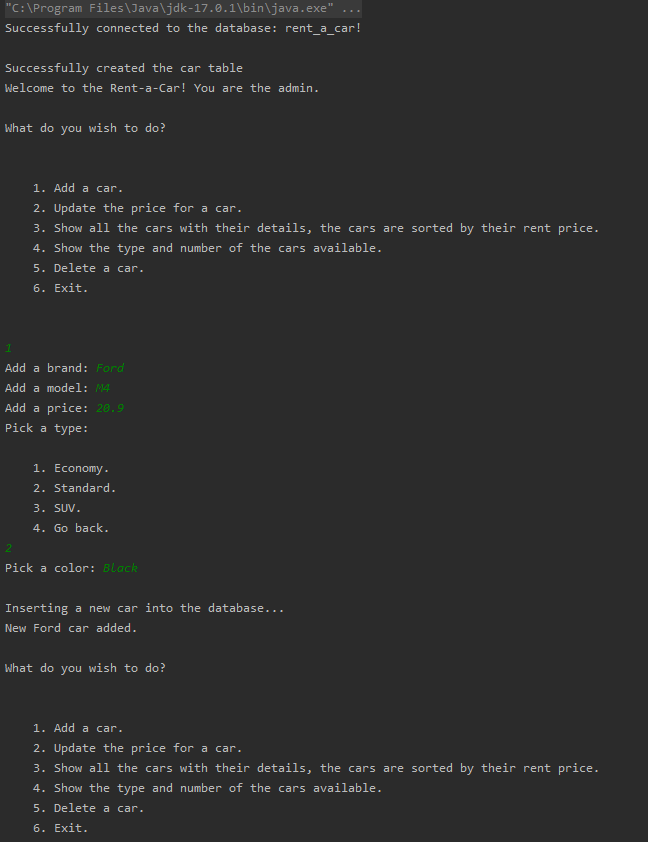 "C:\Program Files\Java\jdk-17.0.1\bin\java.exe" ...
Successfully connected to the database: rent_a_car!
Successfully created the car table
Welcome to the Rent-a-Car! You are the admin.
What do you wish to do?
1. Add a car.
2. Update the price for a car.
3. Show all the cars with their details, the cars are sorted by their rent price.
4. Show the type and number of the cars available.
5. Delete a car.
6. Exit.
1
Add a brand: Ford
Add a model: M4
Add a price: 20.9
Pick a type:
1. Economy.
2. Standard.
3. SUV.
4. Go back.
2
Pick a color: Black
Inserting a new car into the database...
New Ford car added.
What do you wish to do?
1. Add a car.
2. Update the price for a car.
3. Show all the cars with their details, the cars are sorted by their rent price.
4. Show the type and number of the cars available.
5. Delete a car.
6. Exit.